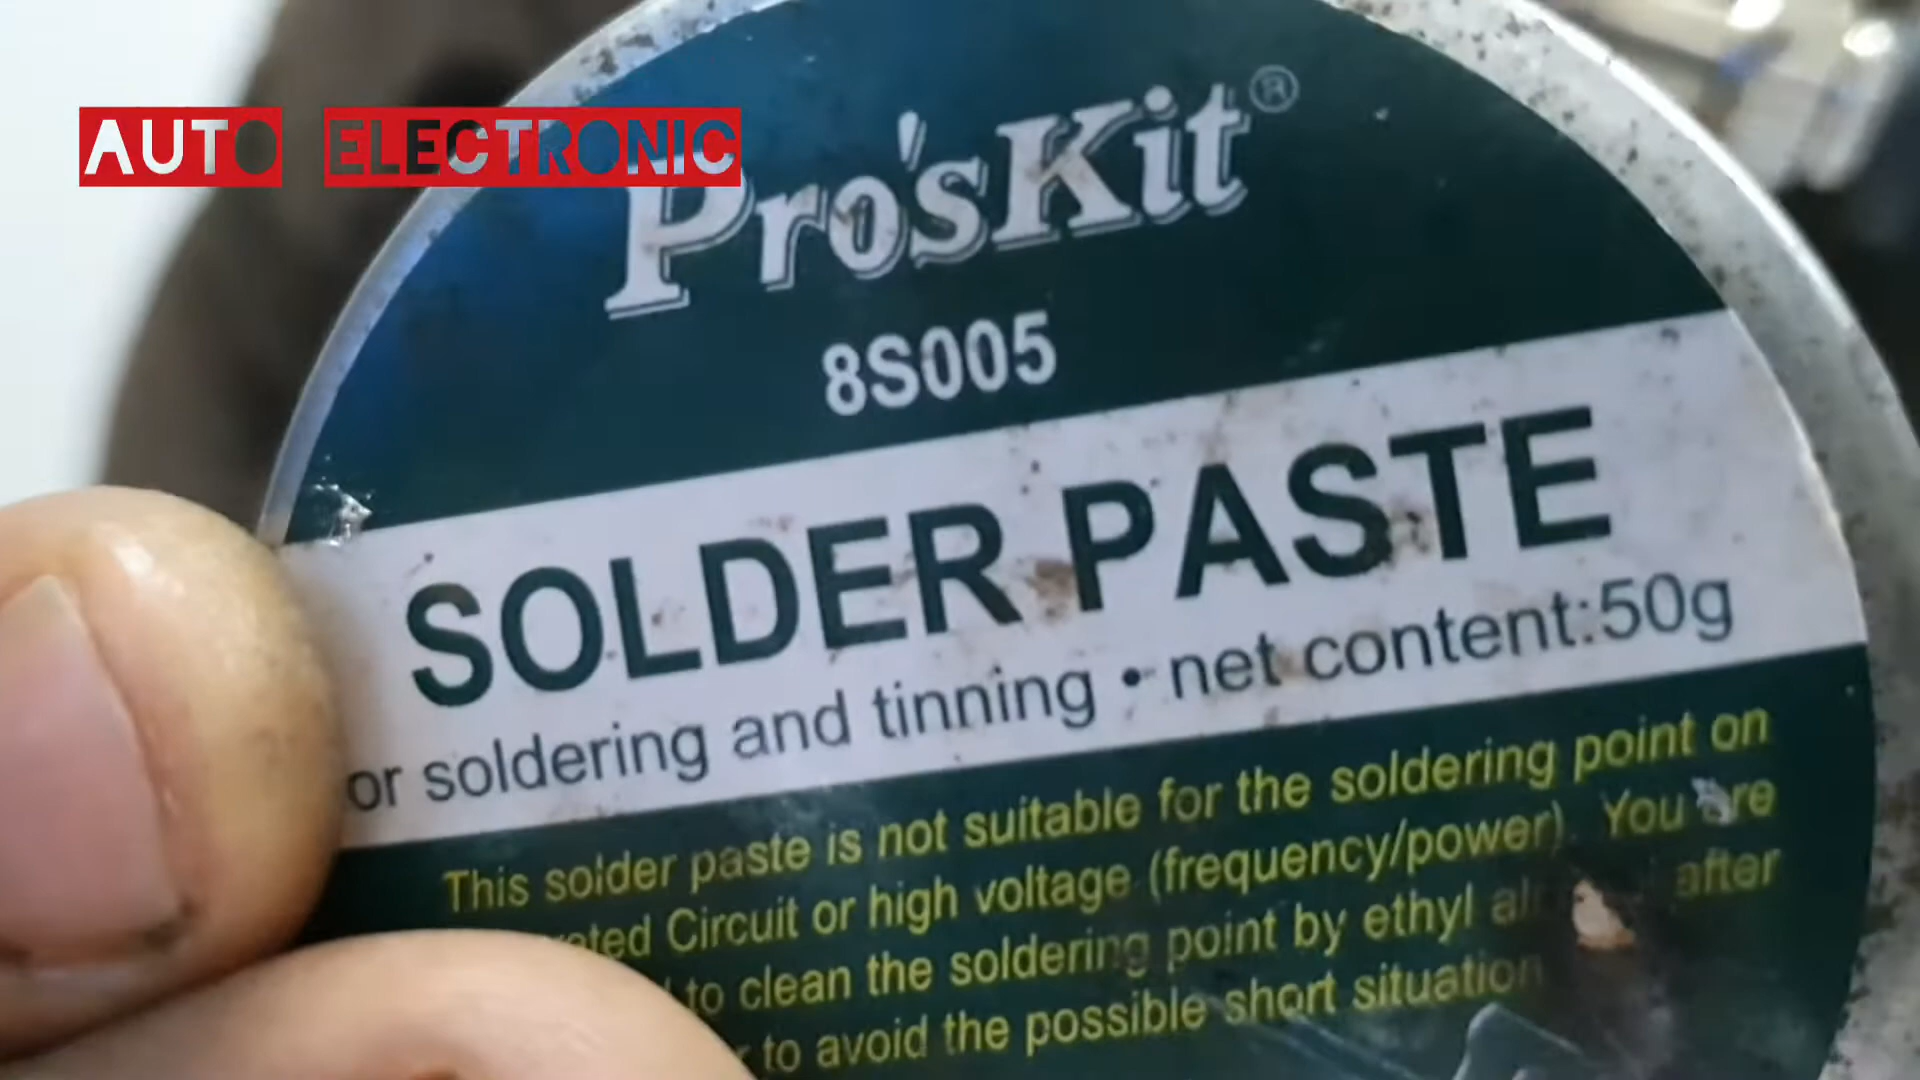 AUTO ELECTRONIC
Pro'sKit®
8S005
SOLDER PASTE
or soldering and tinning • net content:50g
This solder paste is not suitable for the soldering point on
Circuit or high voltage (frequency/power). You are
to clean the soldering point by ethyl after
to avoid the possible short situation